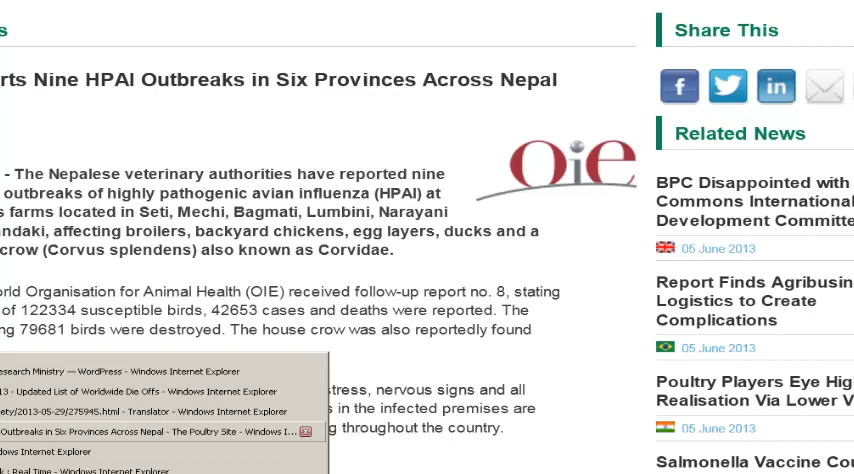 s
rts Nine HPAI Outbreaks in Six Provinces Across Nepal
OiE
- The Nepalese veterinary authorities have reported nine
outbreaks of highly pathogenic avian influenza (HPAI) at
s farms located in Seti, Mechi, Bagmati, Lumbini, Narayani
andaki, affecting broilers, backyard chickens, egg layers, ducks and a
crow (Corvus splendens) also known as Corvidae.
orld Organisation for Animal Health (OIE) received follow-up report no. 8, stating
of 122334 susceptible birds, 42653 cases and deaths were reported. The
ng 79681 birds were destroyed. The house crow was also reportedly found
stress, nervous signs and all
s in the infected premises are
g throughout the country.
esearch Ministry — WordPress - Windows Internet Explorer
13 - Updated List of Worldwide Die Offs - Windows Internet Explorer
ety/2013-05-29/275945.html - Translator - Windows Internet Explorer
Outbreaks in Six Provinces Across Nepal - The Poultry Site - Windows I...
dows Internet Explorer
k : Real Time - Windows Internet Explorer
Share This
f
in
Related News
BPC Disappointed with
Commons International
Development Committe
05 June 2013
Report Finds Agribusin
Logistics to Create
Complications
05 June 2013
Poultry Players Eye Hig
Realisation Via Lower V
05 June 2013
Salmonella Vaccine Co